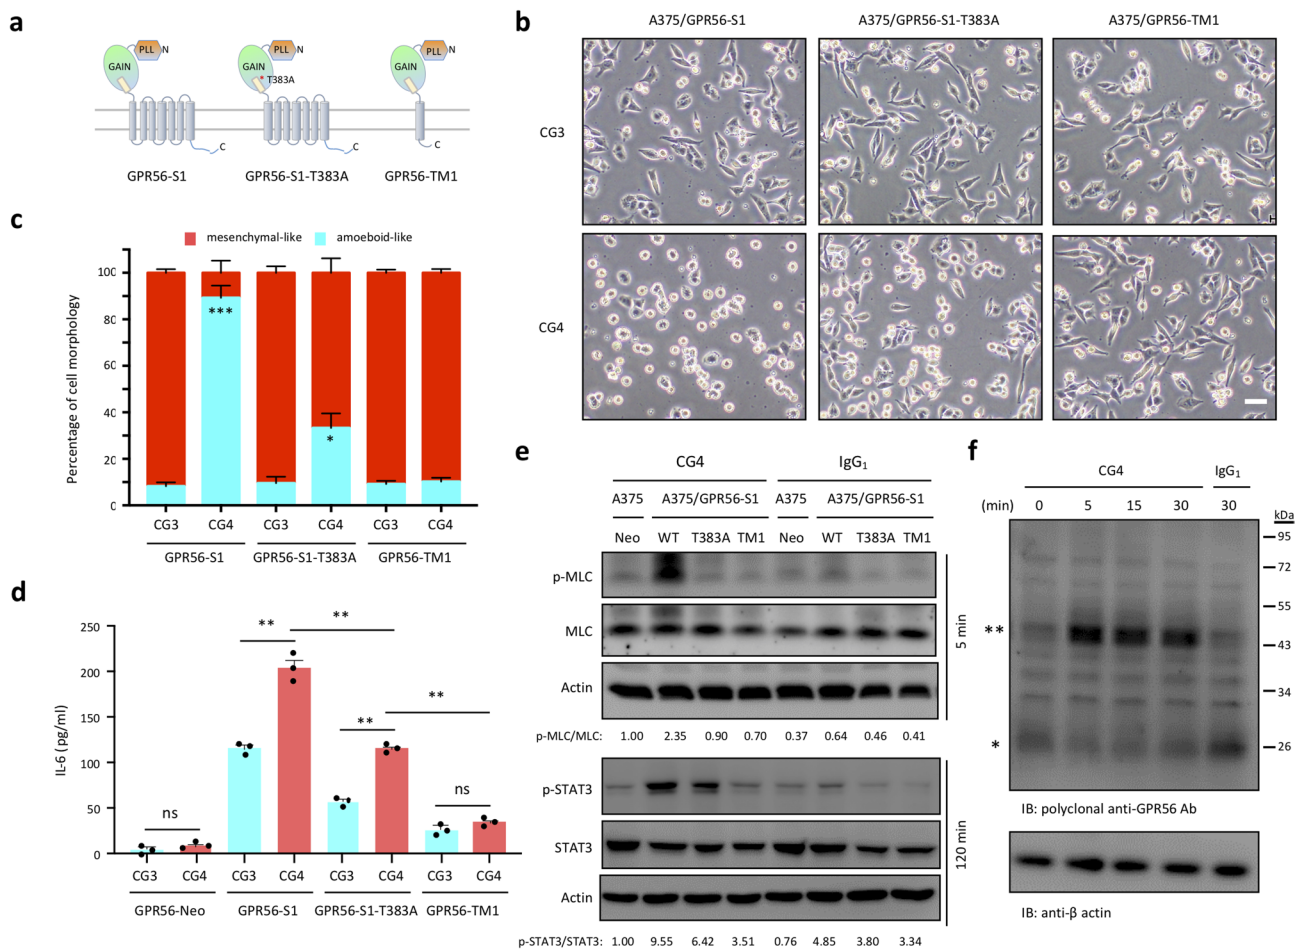 a
PLL
N
GAIN
C
GPR56-S1
PLL
N
GAIN
* T383A
C
GPR56-S1-T383A
PLL
N
GAIN
C
GPR56-TM1
b
A375/GPR56-S1
A375/GPR56-S1-T383A
A375/GPR56-TM1
CG3
CG4
c
mesenchymal-like
amoeboid-like
Percentage of cell morphology
100
80
60
40
20
0
***
*
CG3 CG4 CG3 CG4 CG3 CG4
GPR56-S1 GPR56-S1-T383A GPR56-TM1
d
IL-6 (pg/ml)
250
200
150
100
50
0
ns
**
**
**
**
ns
CG3 CG4 CG3 CG4 CG3 CG4 CG3 CG4
GPR56-Neo GPR56-S1 GPR56-S1-T383A GPR56-TM1
e
CG4 IgG1
A375 A375/GPR56-S1 A375 A375/GPR56-S1
Neo WT T383A TM1 Neo WT T383A TM1
p-MLC
MLC
Actin
5 min
p-MLC/MLC: 1.00 2.35 0.90 0.70 0.37 0.64 0.46 0.41
p-STAT3
STAT3
Actin
120 min
p-STAT3/STAT3: 1.00 9.55 6.42 3.51 0.76 4.85 3.80 3.34
f
CG4 IgG1
(min) 0 5 15 30 30
kDa
95
72
55
**
43
34
*
26
IB: polyclonal anti-GPR56 Ab
IB: anti-β actin